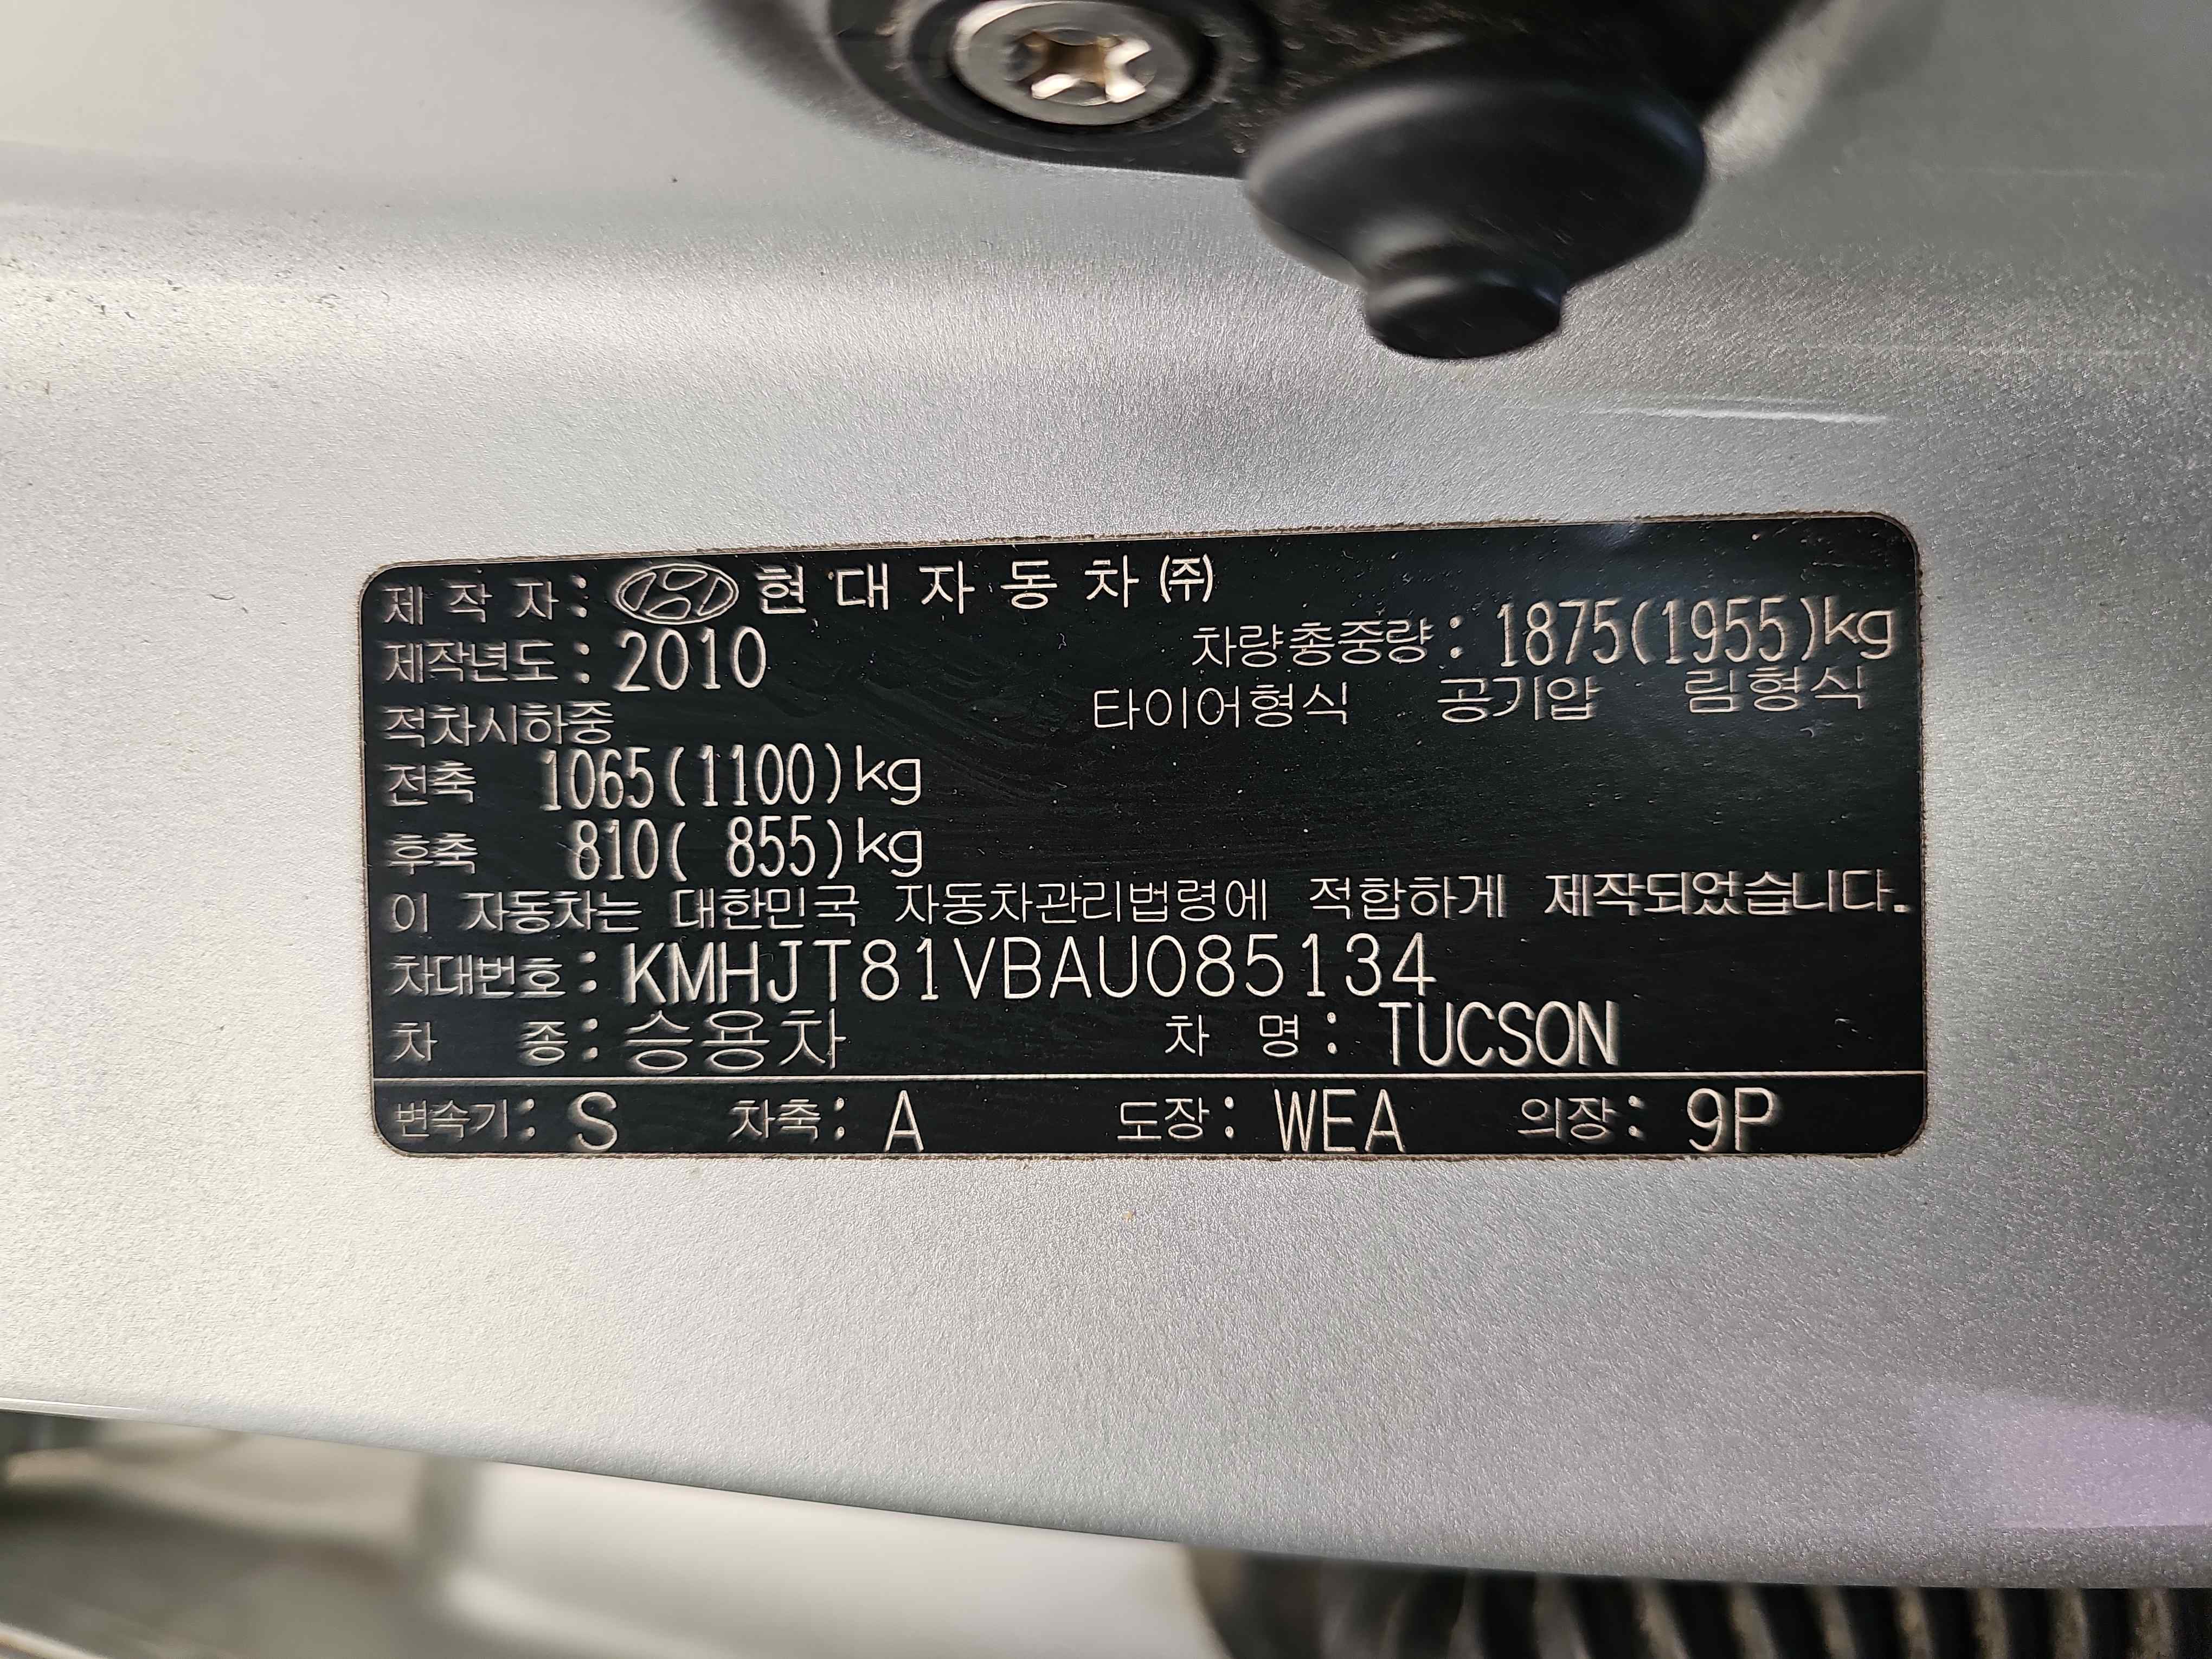 제 작 자 : 현 대 자 동 차 ㈜
제작년도 : 2010 차량총중량 : 1875(1955)kg
적차시하중 타이어형식 공기압 림형식
전축 1065(1100)kg
후축 810( 855)kg
이 자동차는 대한민국 자동차관리법령에 적합하게 제작되었습니다.
차대번호 : KMHJT81VBAU085134
차 종 : 승용차 차 명 : TUCSON
변속기 : S 차축 : A 도장 : WEA 의장 : 9P